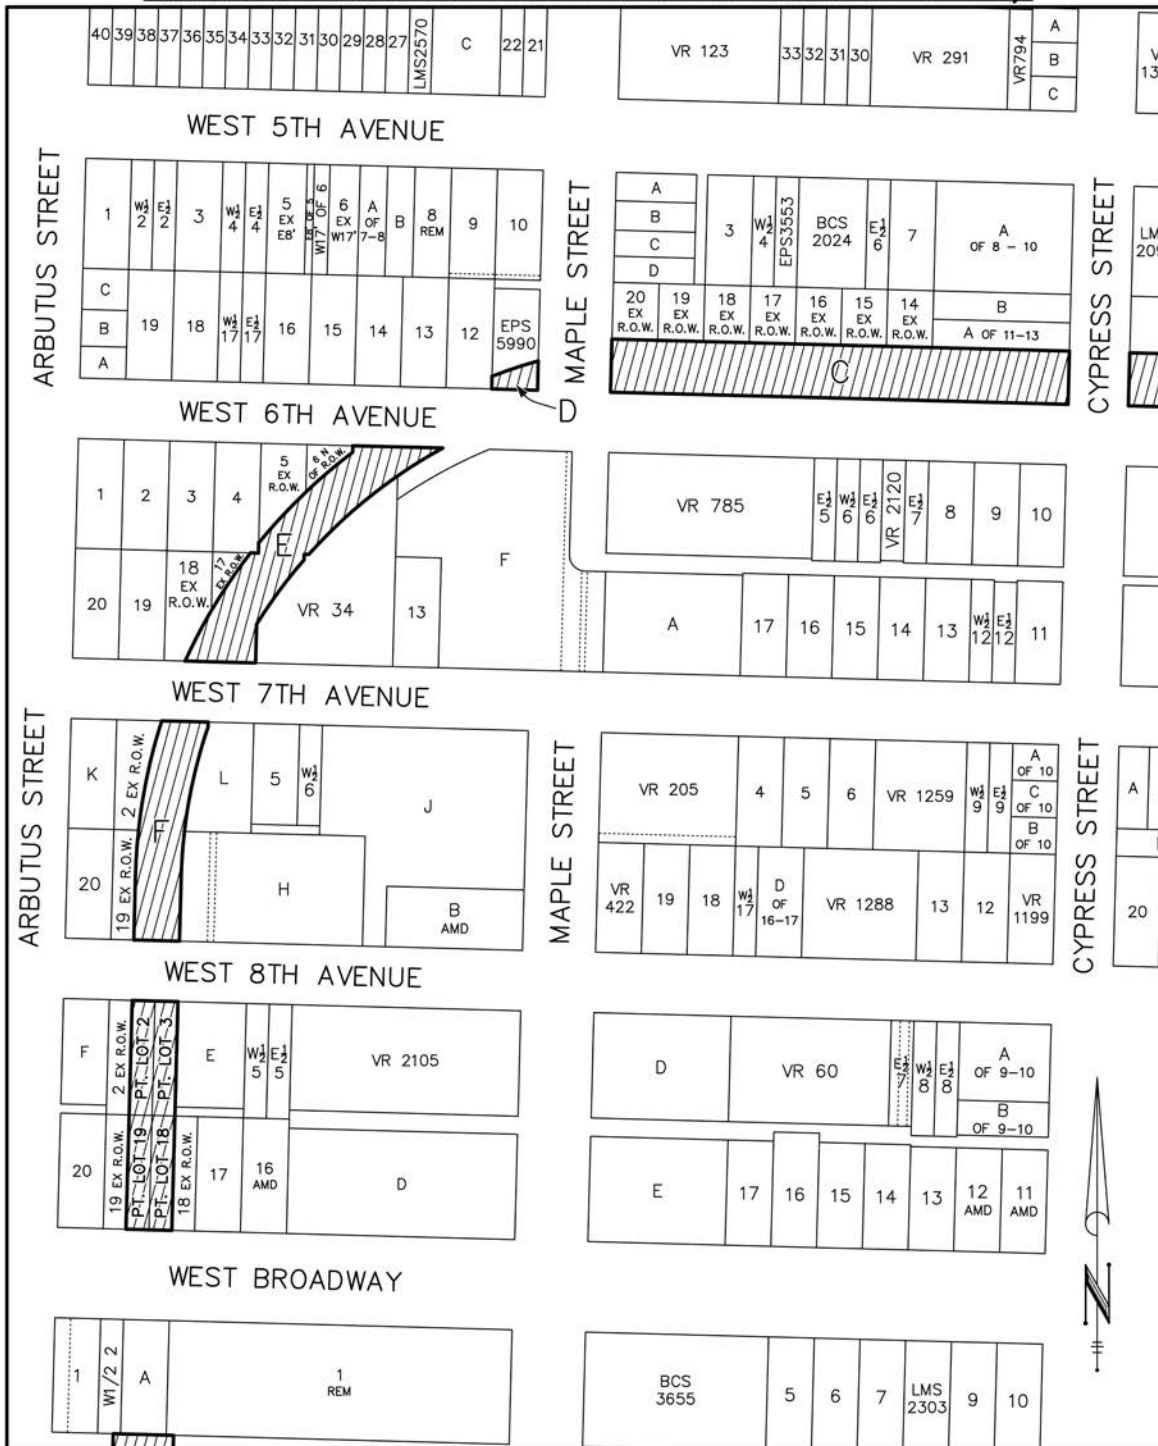 40 39 38 37 36 35 34 33 32 31 30 29 28 27 LMS2570 C 22 21
VR 123 33 32 31 30 VR 291 VR794 A
B
C
V
13
WEST 5TH AVENUE
ARBUTUS STREET
MAPLE STREET
CYPRESS STREET
1 W½ 2 E½ 2 3 W½ 4 E½ 4 5 EX E8' E8' OF 5 W17' OF 6 6 EX W17' A OF 7-8 B 8 REM 9 10
C
B
A
19 18 W½ 17 E½ 17 16 15 14 13 12 EPS 5990
D
A
B
C
D
3 W½ 4 EPS3553 BCS 2024 E½ 6 7 A OF 8 - 10
20 EX R.O.W. 19 EX R.O.W. 18 EX R.O.W. 17 EX R.O.W. 16 EX R.O.W. 15 EX R.O.W. 14 EX R.O.W. B
A OF 11-13
C
LM
209
WEST 6TH AVENUE
1 2 3 4 5 EX R.O.W. 6 N OF R.O.W.
E
F
20 19 18 EX R.O.W. 17 EX R.O.W. VR 34 13
VR 785 E½ 5 W½ 6 E½ 6 VR 2120 E½ 7 8 9 10
A 17 16 15 14 13 W½ 12 E½ 12 11
WEST 7TH AVENUE
ARBUTUS STREET
MAPLE STREET
CYPRESS STREET
K 2 EX R.O.W. L 5 W½ 6 J
F
20 19 EX R.O.W. H B AMD
VR 205 4 5 6 VR 1259 W½ 9 E½ 9 A OF 10
C OF 10
B OF 10
VR 422 19 18 W½ 17 D OF 16-17 VR 1288 13 12 VR 1199
A
20
WEST 8TH AVENUE
F 2 EX R.O.W. PT. LOT 2 PT. LOT 3 E W½ 5 E½ 5 VR 2105
20 19 EX R.O.W. PT. LOT 19 PT. LOT 18 18 EX R.O.W. 17 16 AMD D
D VR 60 E½ 7 W½ 8 E½ 8 A OF 9-10
B OF 9-10
E 17 16 15 14 13 12 AMD 11 AMD
N
WEST BROADWAY
1 W1/2 2 A 1 REM
BCS 3655 5 6 7 LMS 2303 9 10